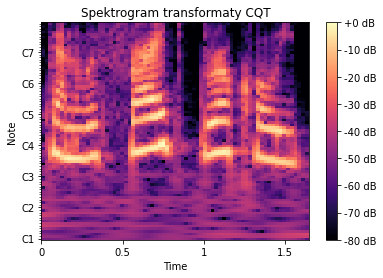 Spektrogram transformaty CQT
+0 dB
-10 dB
-20 dB
-30 dB
-40 dB
-50 dB
-60 dB
-70 dB
-80 dB
Note
C7
C6
C5
C4
C3
C2
C1
0
0.5
1
1.5
Time